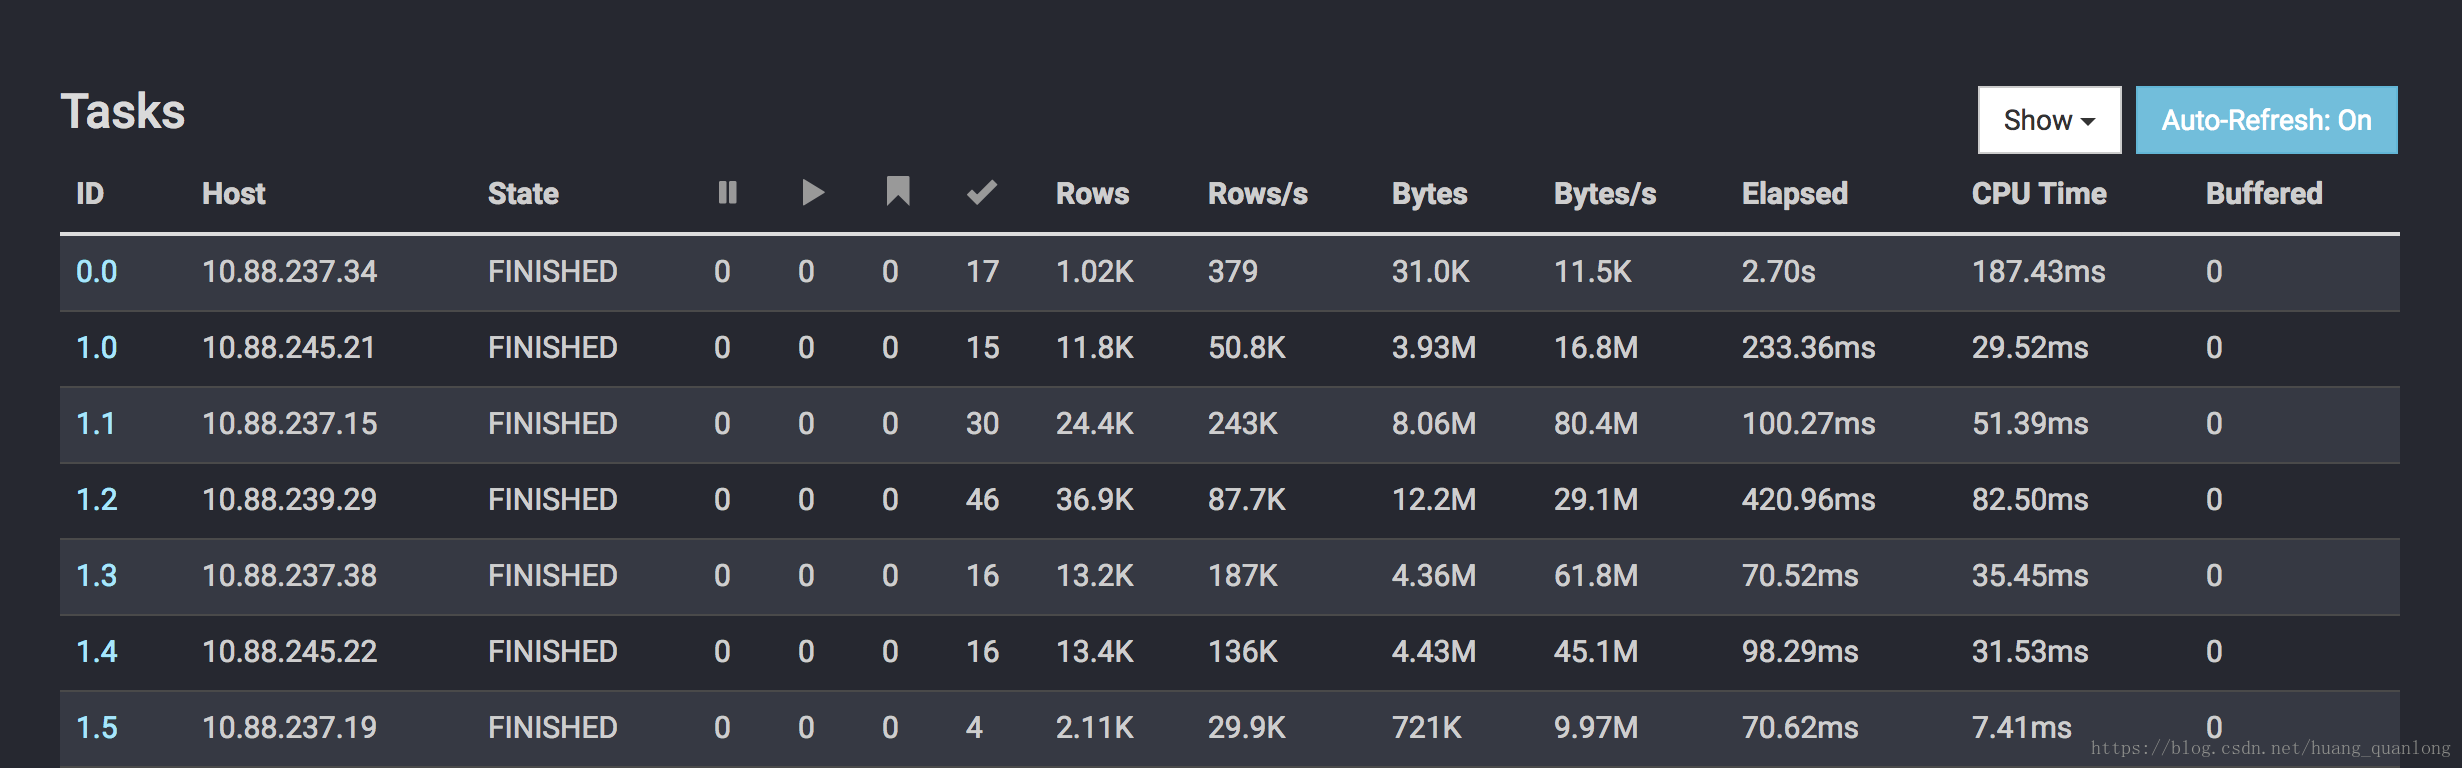 Tasks
Show
Auto-Refresh: On
ID Host State Rows Rows/s Bytes Bytes/s Elapsed CPU Time Buffered
0.0 10.88.237.34 FINISHED 0 0 0 17 1.02K 379 31.0K 11.5K 2.70s 187.43ms 0
1.0 10.88.245.21 FINISHED 0 0 0 15 11.8K 50.8K 3.93M 16.8M 233.36ms 29.52ms 0
1.1 10.88.237.15 FINISHED 0 0 0 30 24.4K 243K 8.06M 80.4M 100.27ms 51.39ms 0
1.2 10.88.239.29 FINISHED 0 0 0 46 36.9K 87.7K 12.2M 29.1M 420.96ms 82.50ms 0
1.3 10.88.237.38 FINISHED 0 0 0 16 13.2K 187K 4.36M 61.8M 70.52ms 35.45ms 0
1.4 10.88.245.22 FINISHED 0 0 0 16 13.4K 136K 4.43M 45.1M 98.29ms 31.53ms 0
1.5 10.88.237.19 FINISHED 0 0 0 4 2.11K 29.9K 721K 9.97M 70.62ms 7.41ms 0
https://blog.csdn.net/huang_quanlong